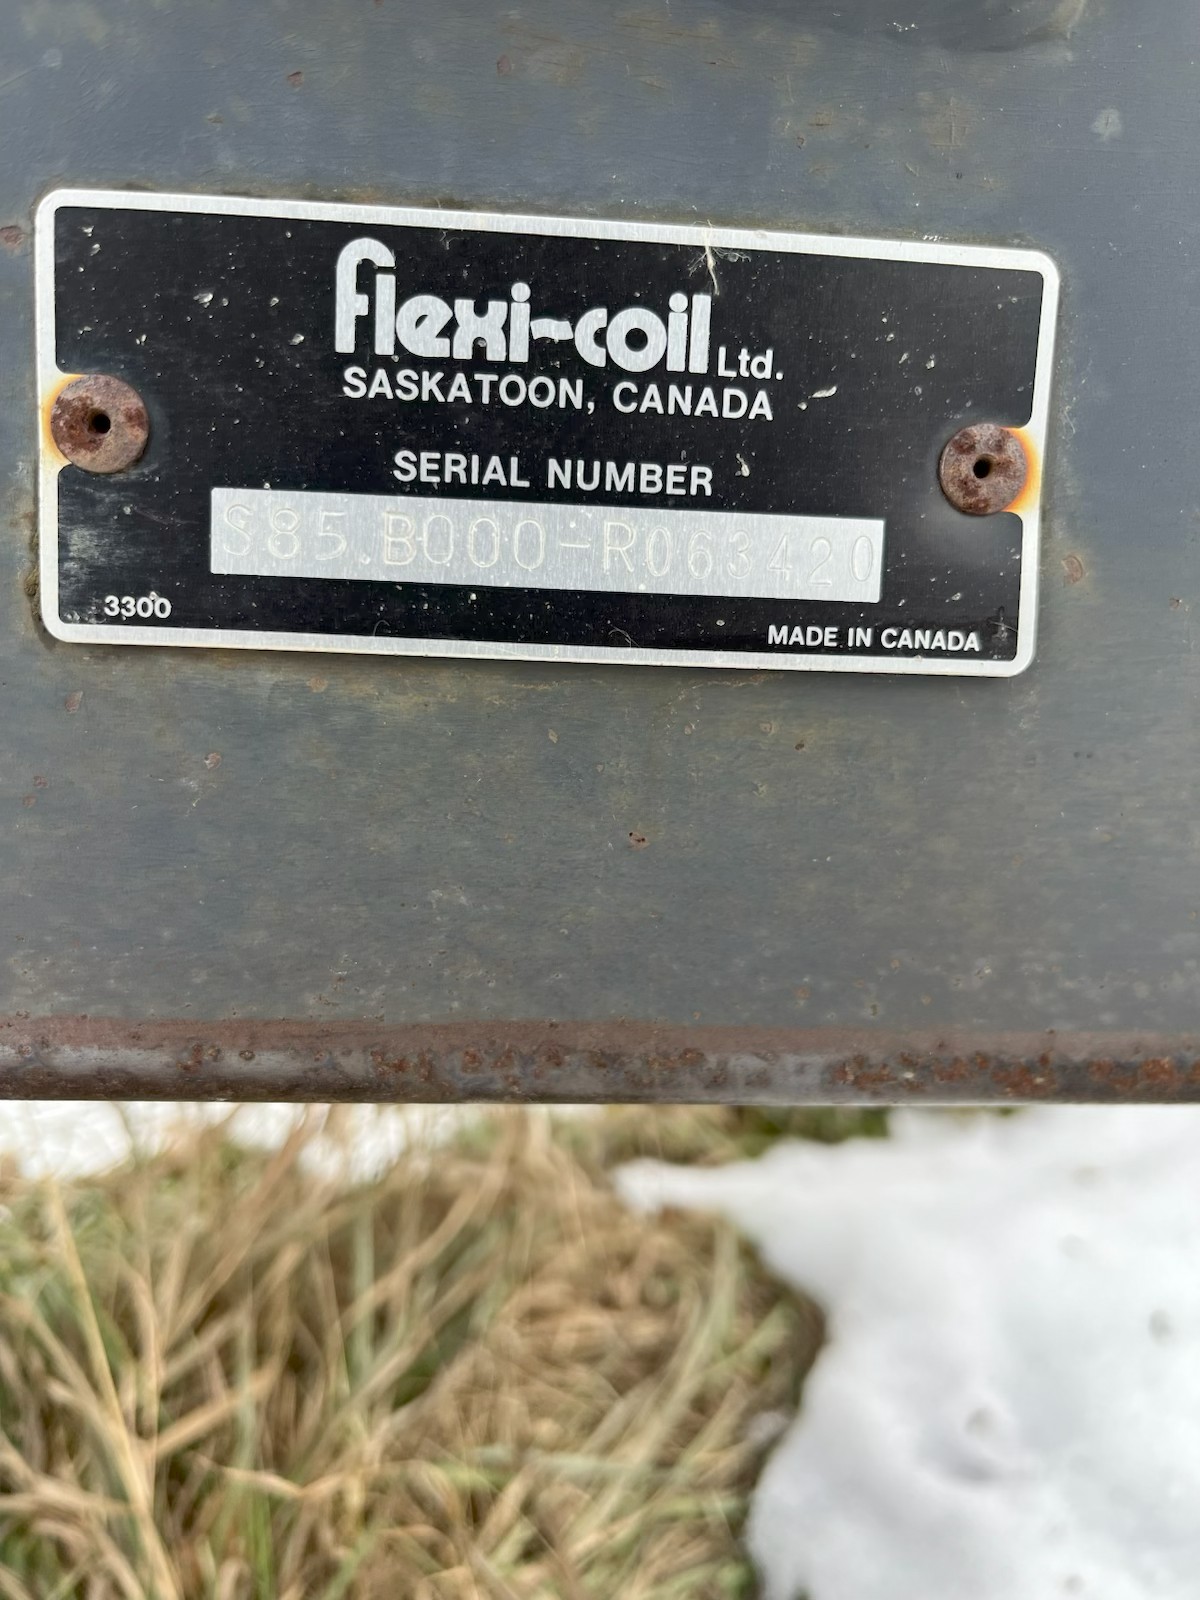 flexi-coil Ltd.
SASKATOON, CANADA
SERIAL NUMBER
S85.B000-R063420
3300
MADE IN CANADA